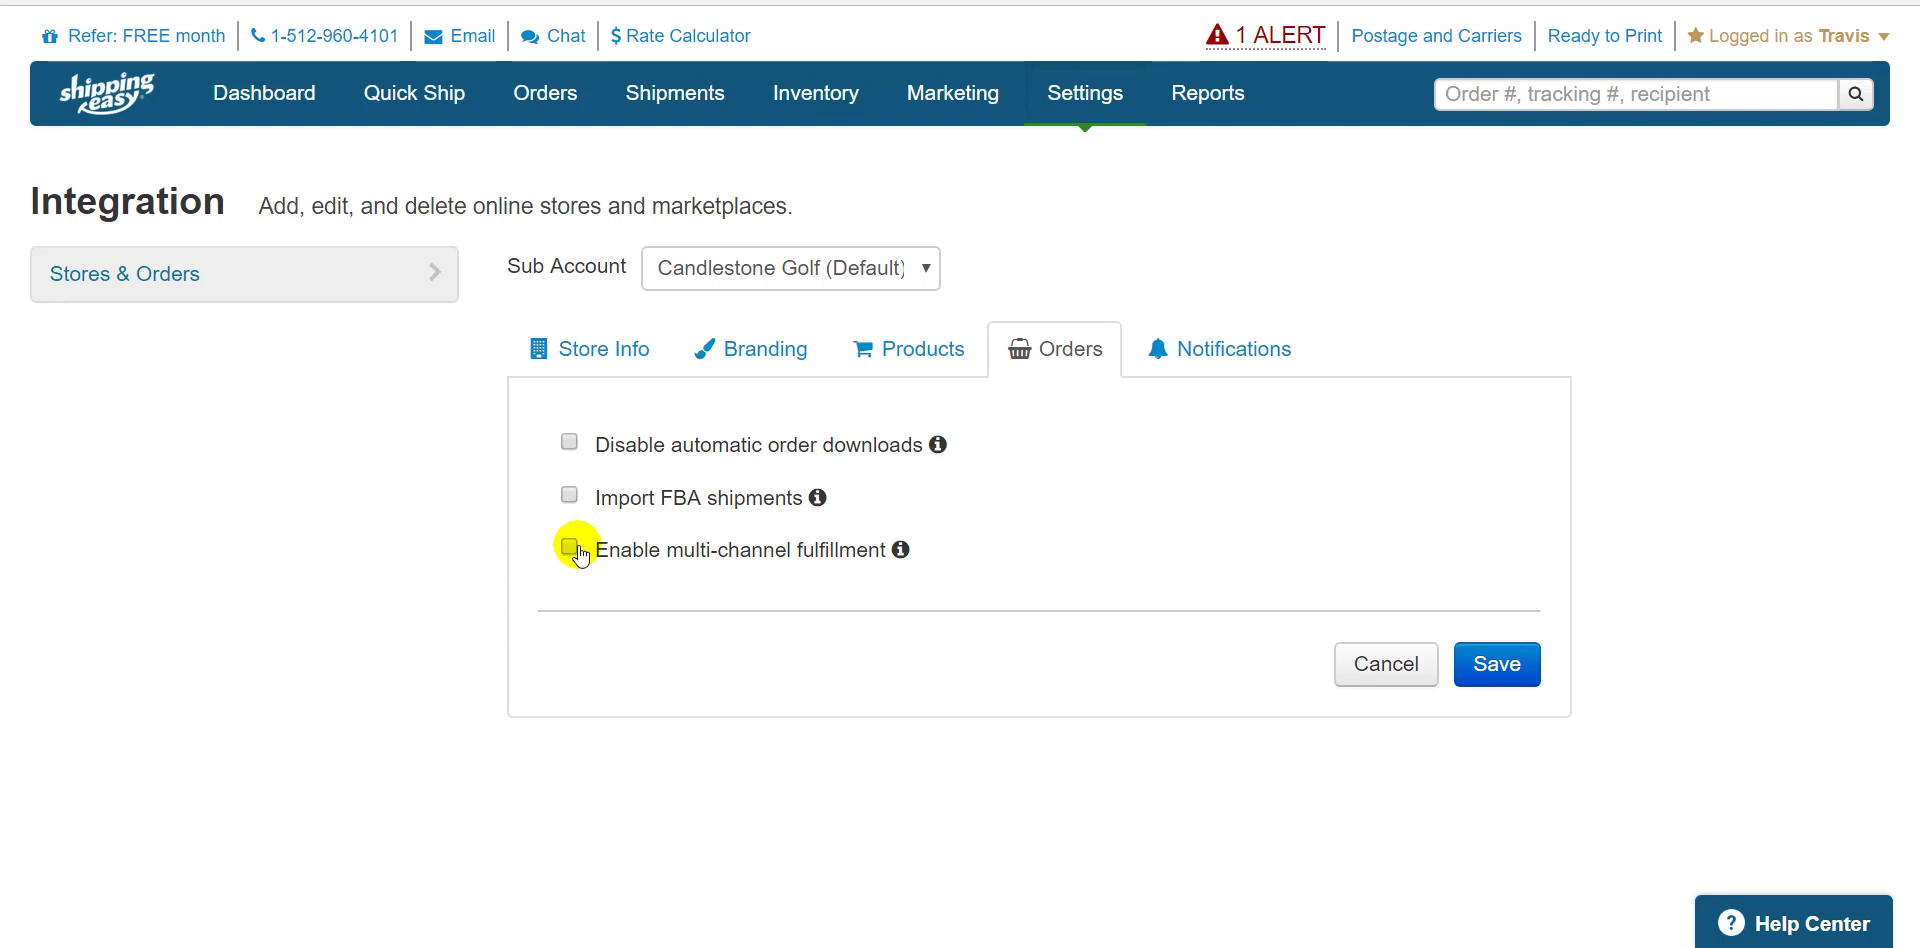 Refer: FREE month 1-512-960-4101 Email Chat $ Rate Calculator 1 ALERT Postage and Carriers Ready to Print Logged in as Travis
shipping easy Dashboard Quick Ship Orders Shipments Inventory Marketing Settings Reports Order #, tracking #, recipient
Integration Add, edit, and delete online stores and marketplaces.
Stores & Orders Sub Account Candlestone Golf (Default)
Store Info Branding Products Orders Notifications
Disable automatic order downloads
Import FBA shipments
Enable multi-channel fulfillment
Cancel Save
? Help Center